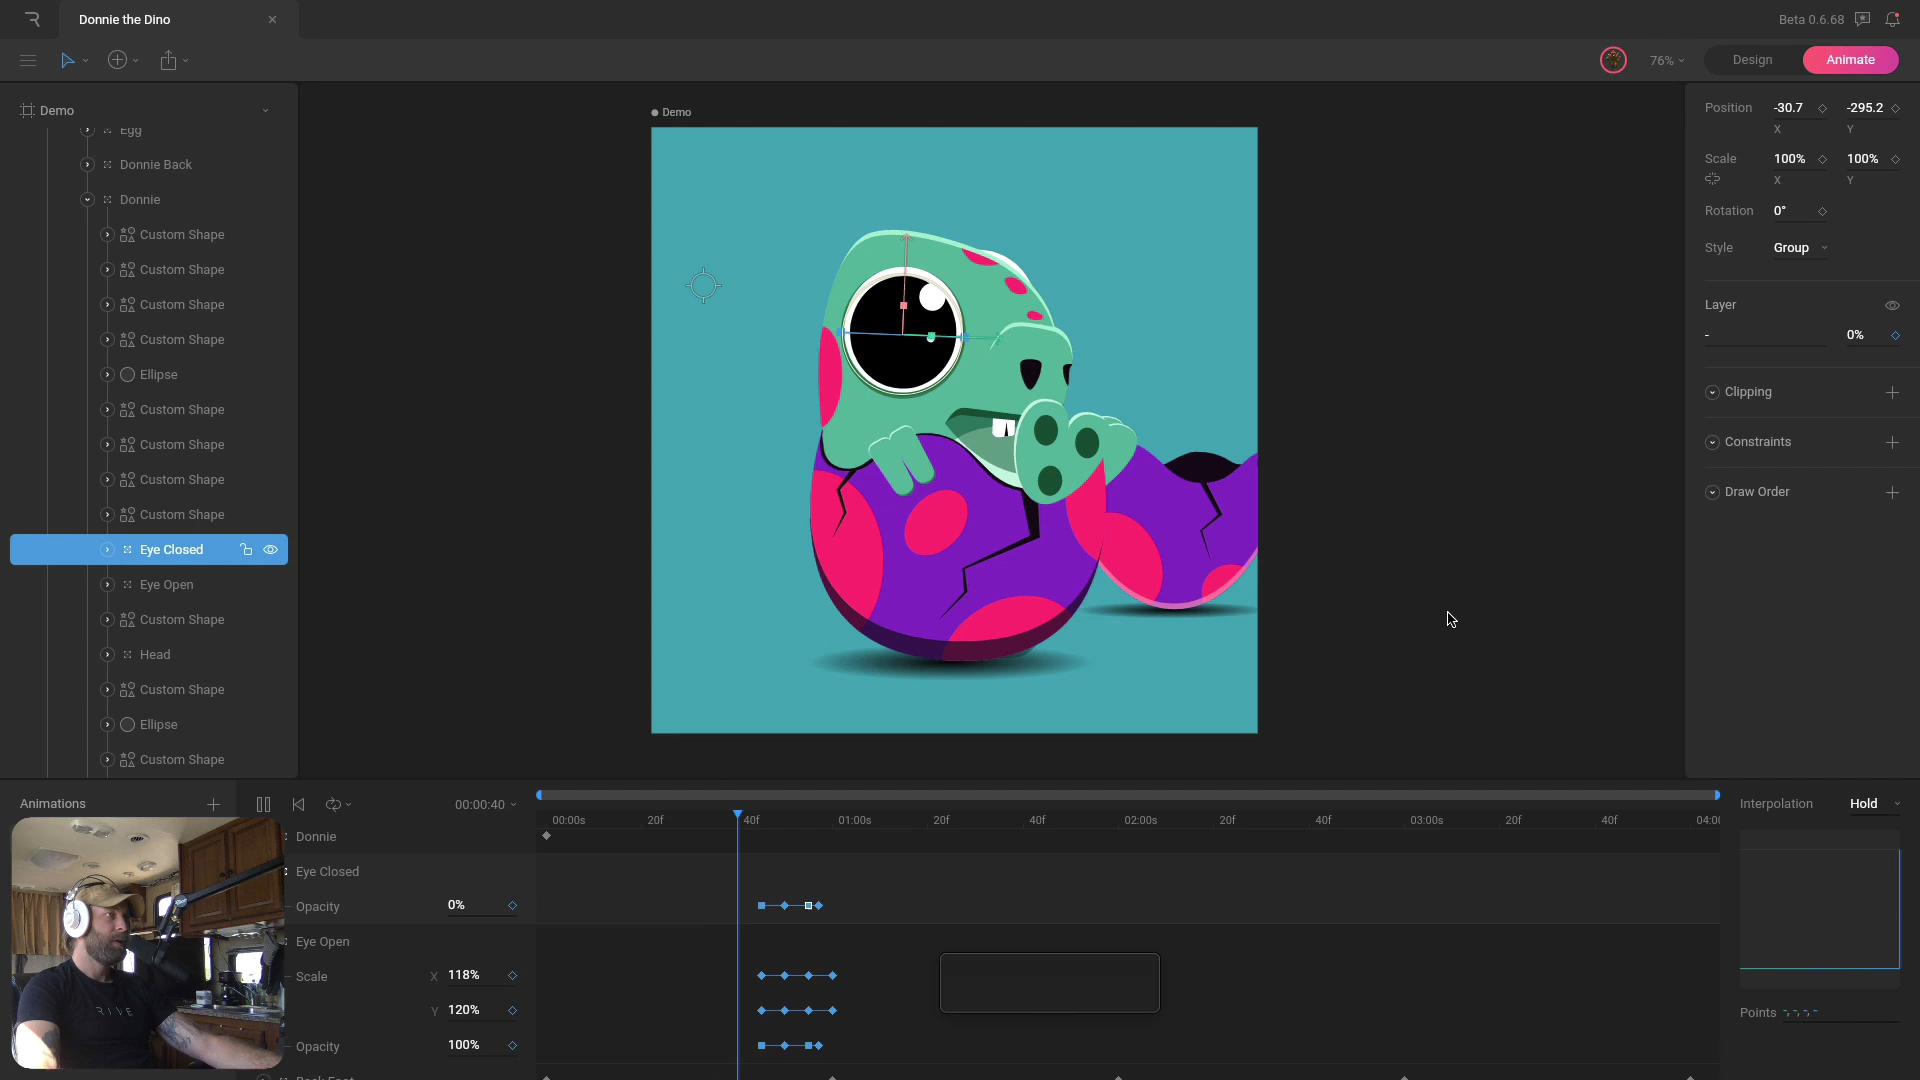 Donnie the Dino
Beta 0.6.68
76%
Design
Animate
Demo
Egg
Donnie Back
Donnie
Custom Shape
Custom Shape
Custom Shape
Custom Shape
Ellipse
Custom Shape
Custom Shape
Custom Shape
Custom Shape
Eye Closed
Eye Open
Custom Shape
Head
Custom Shape
Ellipse
Custom Shape
Demo
Position -30.7 -295.2
X Y
Scale 100% 100%
X Y
Rotation 0°
Style Group
Layer
- 0%
Clipping
Constraints
Draw Order
Animations
00:00:40
00:00s 20f 40f 01:00s 20f 40f 02:00s 20f 40f 03:00s 20f 40f 04:00
Donnie
Eye Closed
Opacity 0%
Eye Open
Scale X 118%
Y 120%
Opacity 100%
Interpolation Hold
Points
RIVE